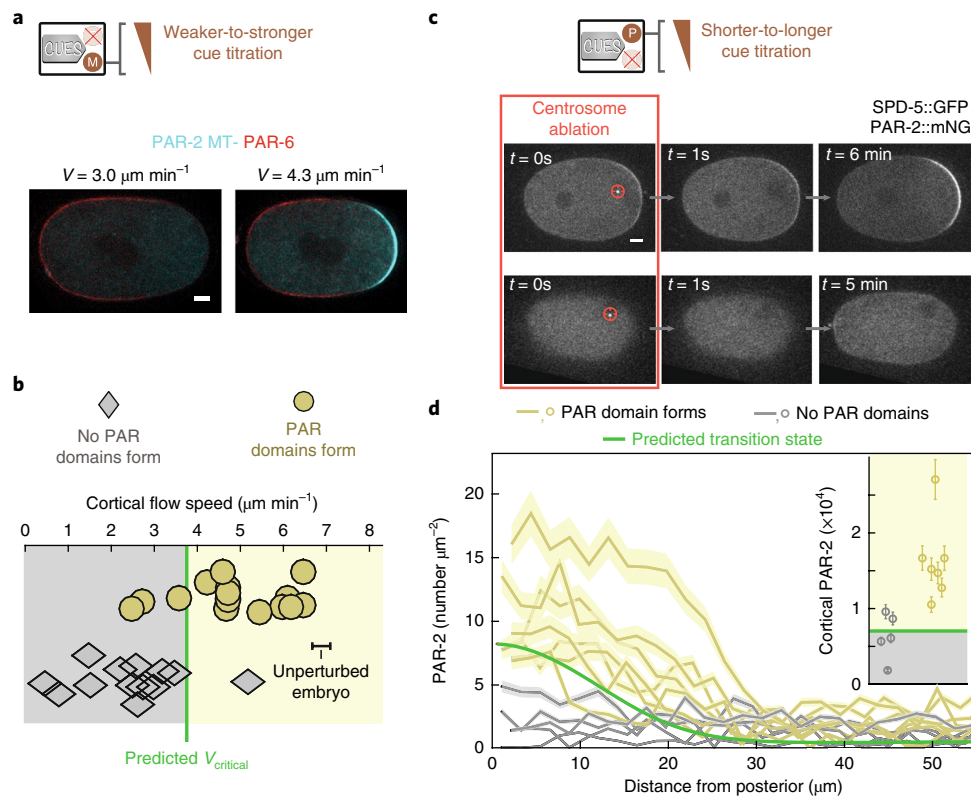 a
CUES
M
Weaker-to-stronger
cue titration
PAR-2 MT- PAR-6
V = 3.0 μm min⁻¹
V = 4.3 μm min⁻¹
b
No PAR
domains form
PAR
domains form
Cortical flow speed (μm min⁻¹)
0 1 2 3 4 5 6 7 8
Unperturbed
embryo
Predicted Vcritical
c
CUES
P
Shorter-to-longer
cue titration
Centrosome
ablation
SPD-5::GFP
PAR-2::mNG
t = 0s
t = 1s
t = 6 min
t = 0s
t = 1s
t = 5 min
d
PAR domain forms
No PAR domains
Predicted transition state
PAR-2 (number μm⁻²)
20
15
10
5
0
0 10 20 30 40 50
Distance from posterior (μm)
Cortical PAR-2 (×10⁴)
2
1
0